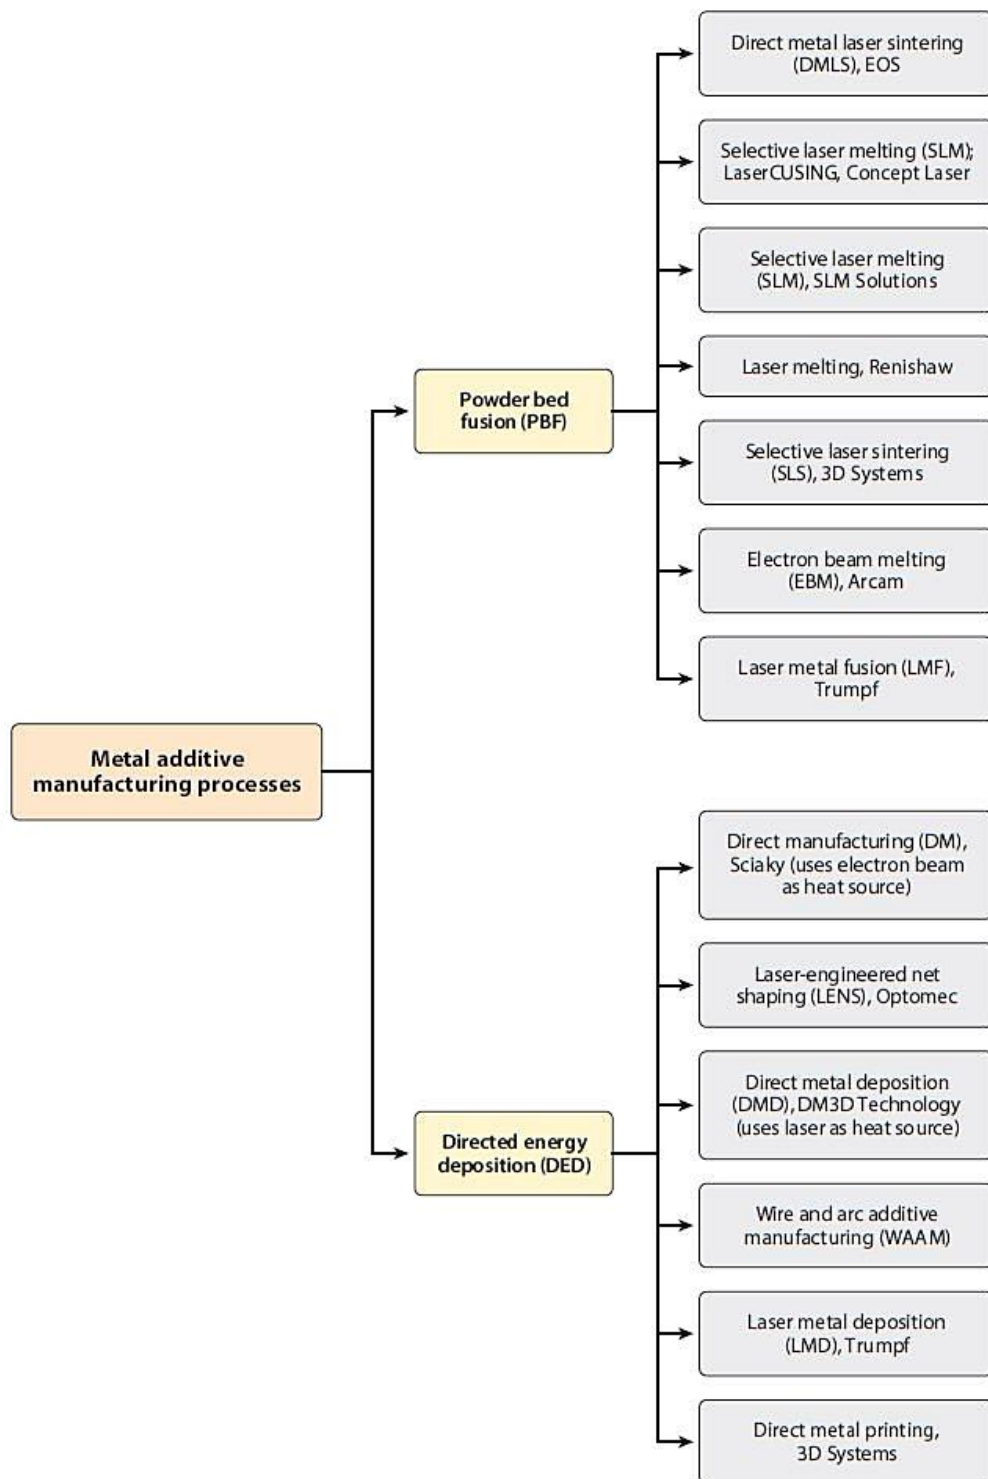 Direct metal laser sintering
(DMLS), EOS
Selective laser melting (SLM);
LaserCUSING, Concept Laser
Selective laser melting
(SLM), SLM Solutions
Laser melting, Renishaw
Powder bed
fusion (PBF)
Selective laser sintering
(SLS), 3D Systems
Electron beam melting
(EBM), Arcam
Laser metal fusion (LMF),
Trumpf
Metal additive
manufacturing processes
Direct manufacturing (DM),
Sciaky (uses electron beam
as heat source)
Laser-engineered net
shaping (LENS), Optomec
Direct metal deposition
(DMD), DM3D Technology
(uses laser as heat source)
Directed energy
deposition (DED)
Wire and arc additive
manufacturing (WAAM)
Laser metal deposition
(LMD), Trumpf
Direct metal printing,
3D Systems